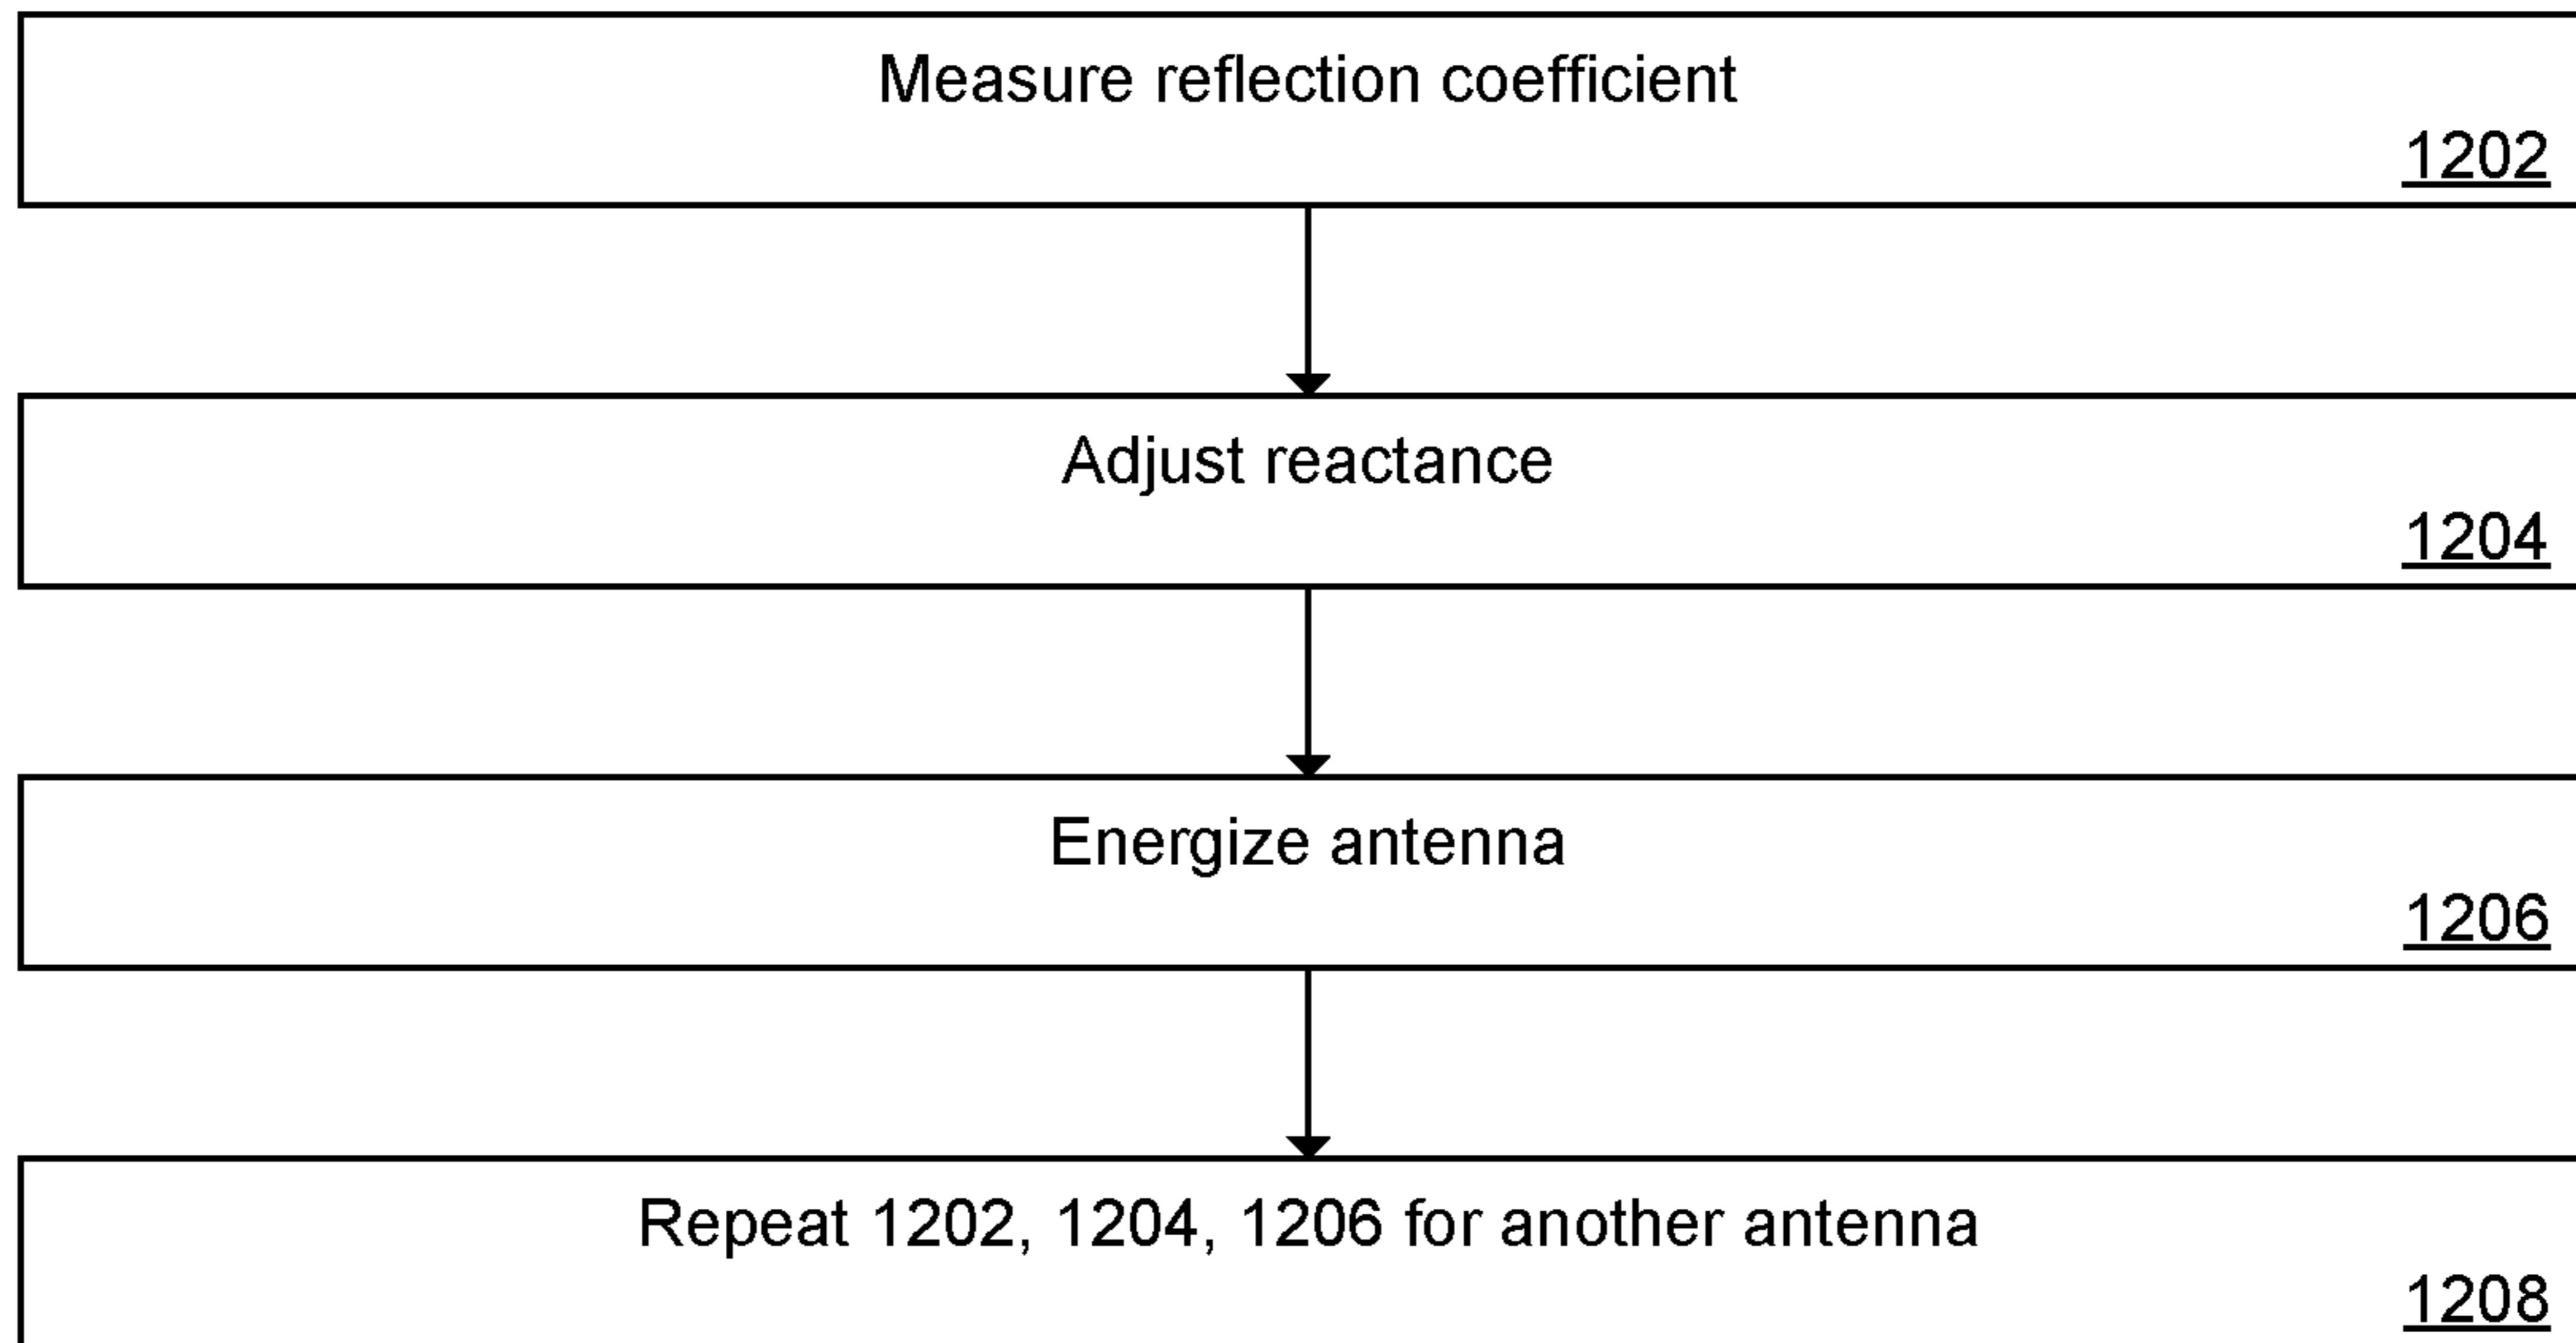 Measure reflection coefficient
1202
Adjust reactance
1204
Energize antenna
1206
Repeat 1202, 1204, 1206 for another antenna
1208